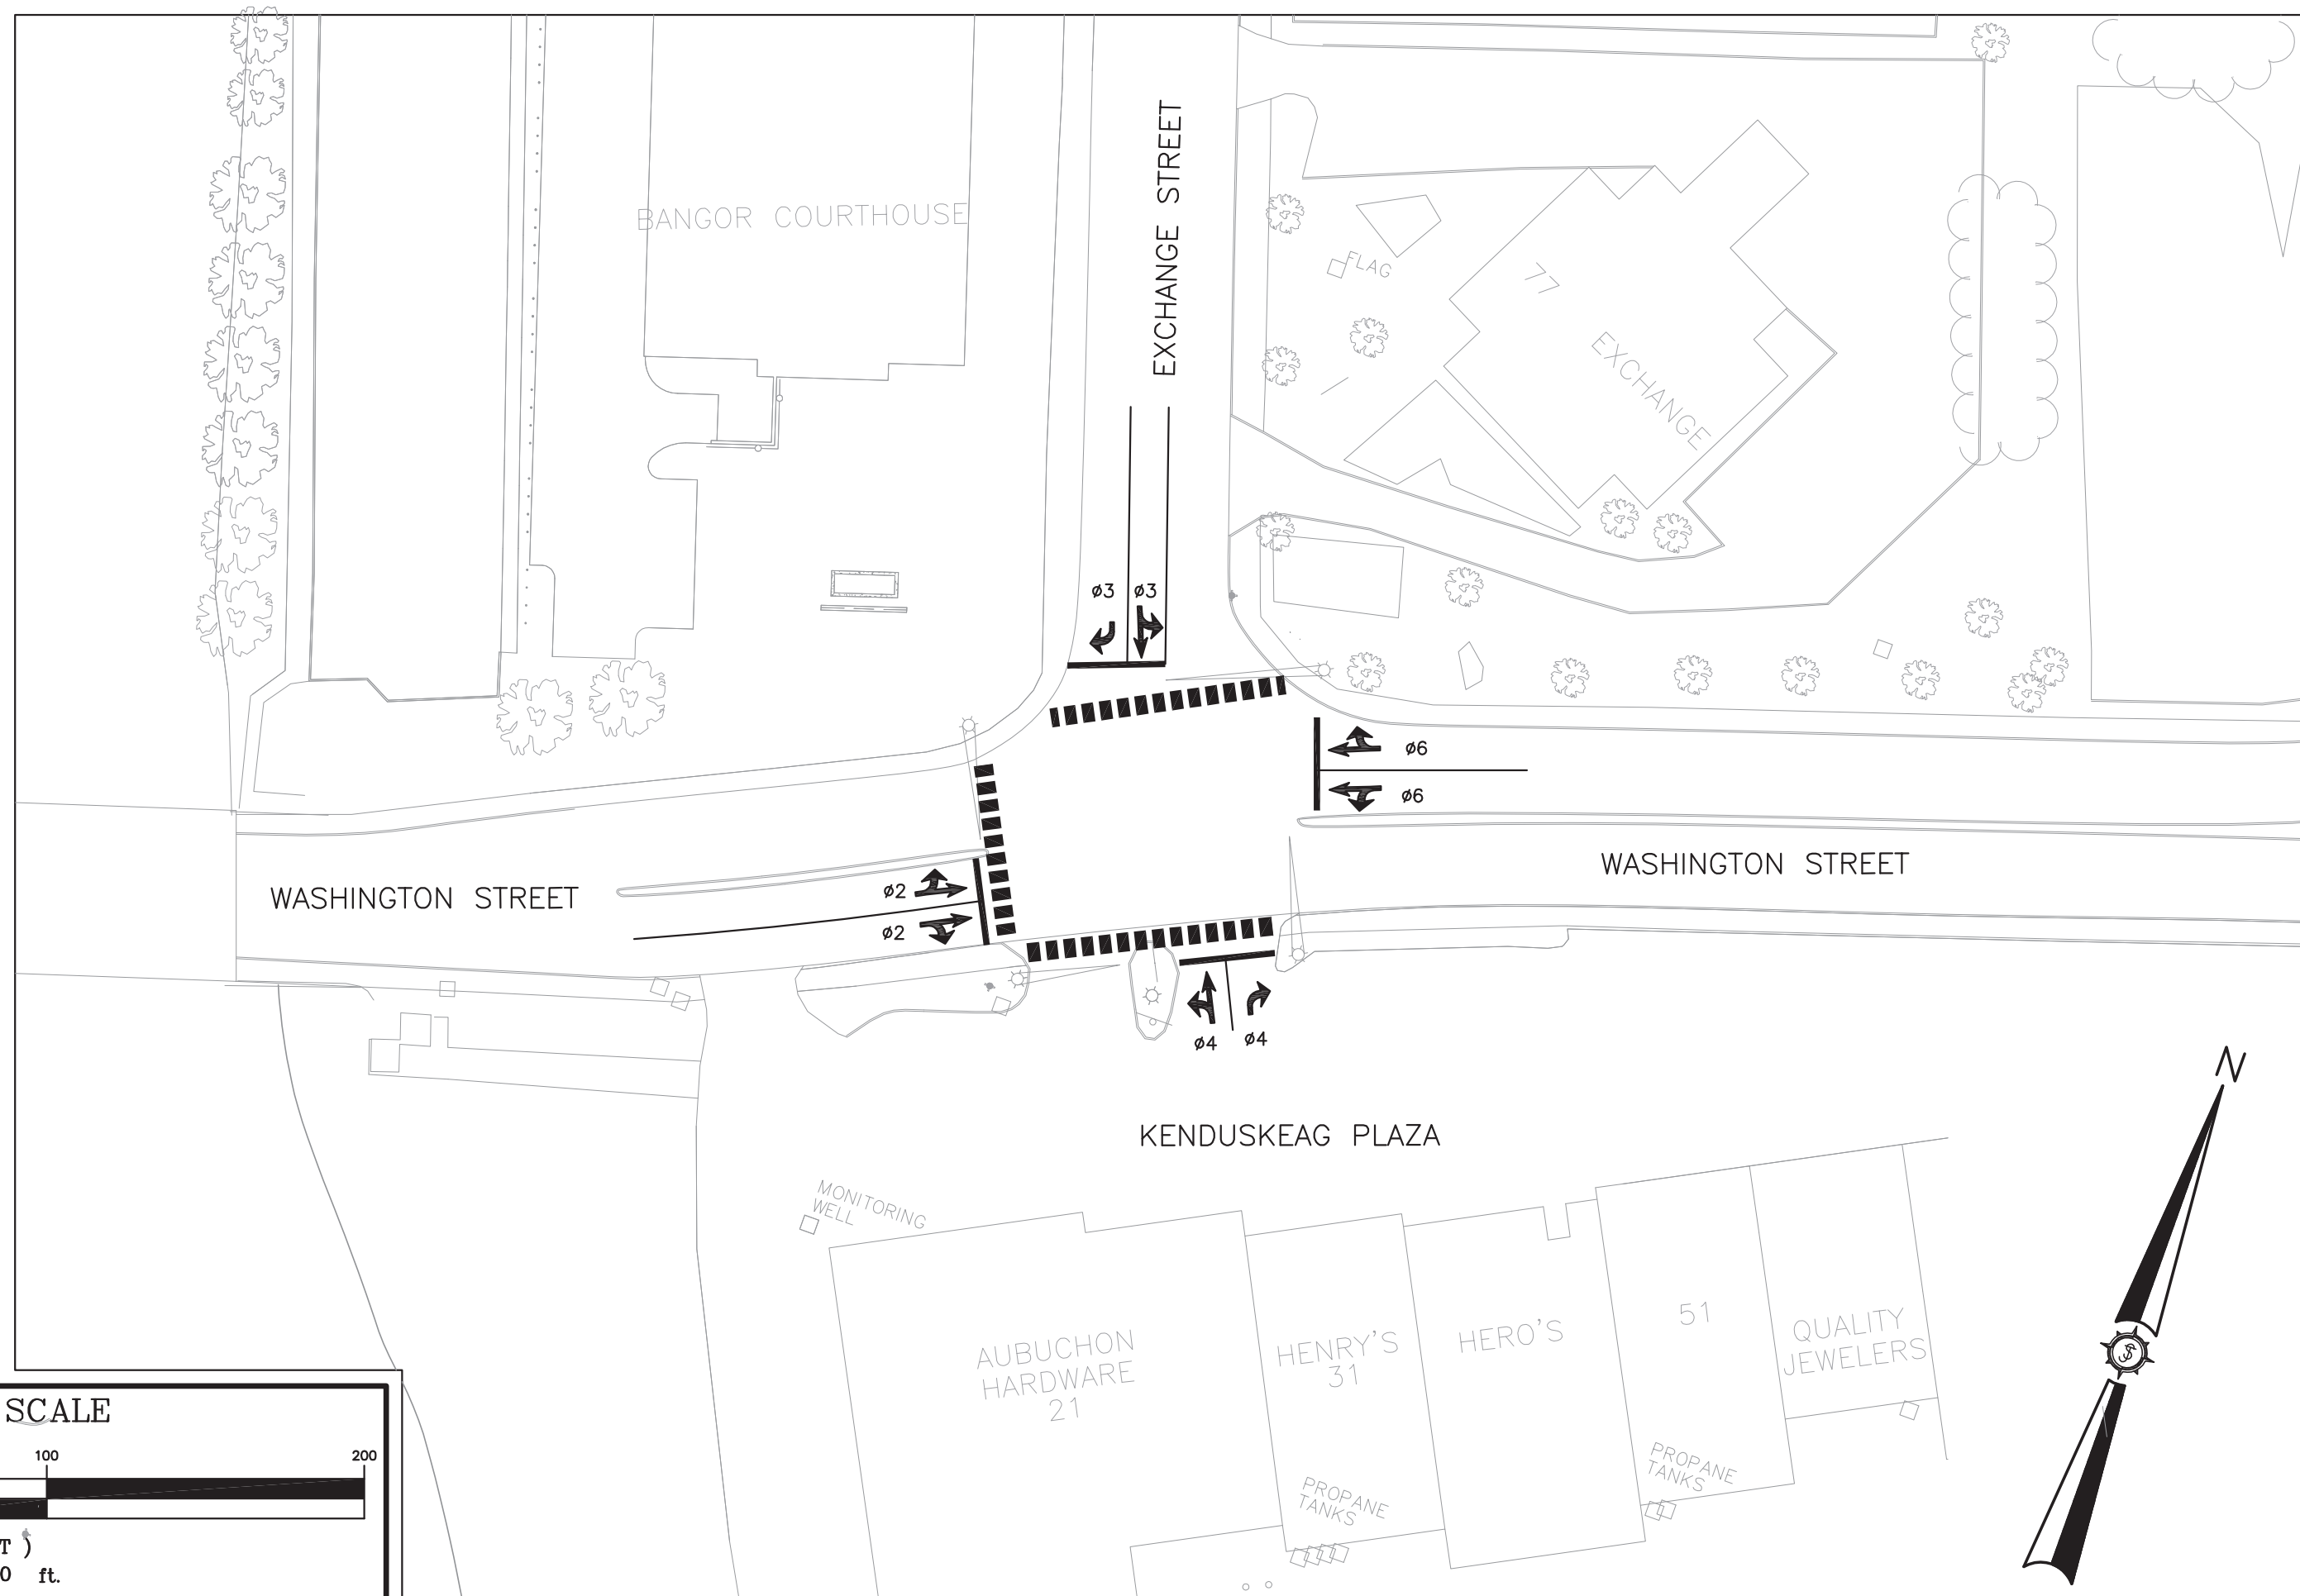 BANGOR COURTHOUSE
EXCHANGE STREET
FLAG
77
EXCHANGE
ø3
ø3
ø6
ø6
WASHINGTON STREET
WASHINGTON STREET
ø2
ø2
ø4
ø4
N
KENDUSKEAG PLAZA
MONITORING
WELL
AUBUCHON
HARDWARE
21
HENRY'S
31
HERO'S
51
QUALITY
JEWELERS
PROPANE
TANKS
PROPANE
TANKS
SCALE
100
200
T )
0 ft.